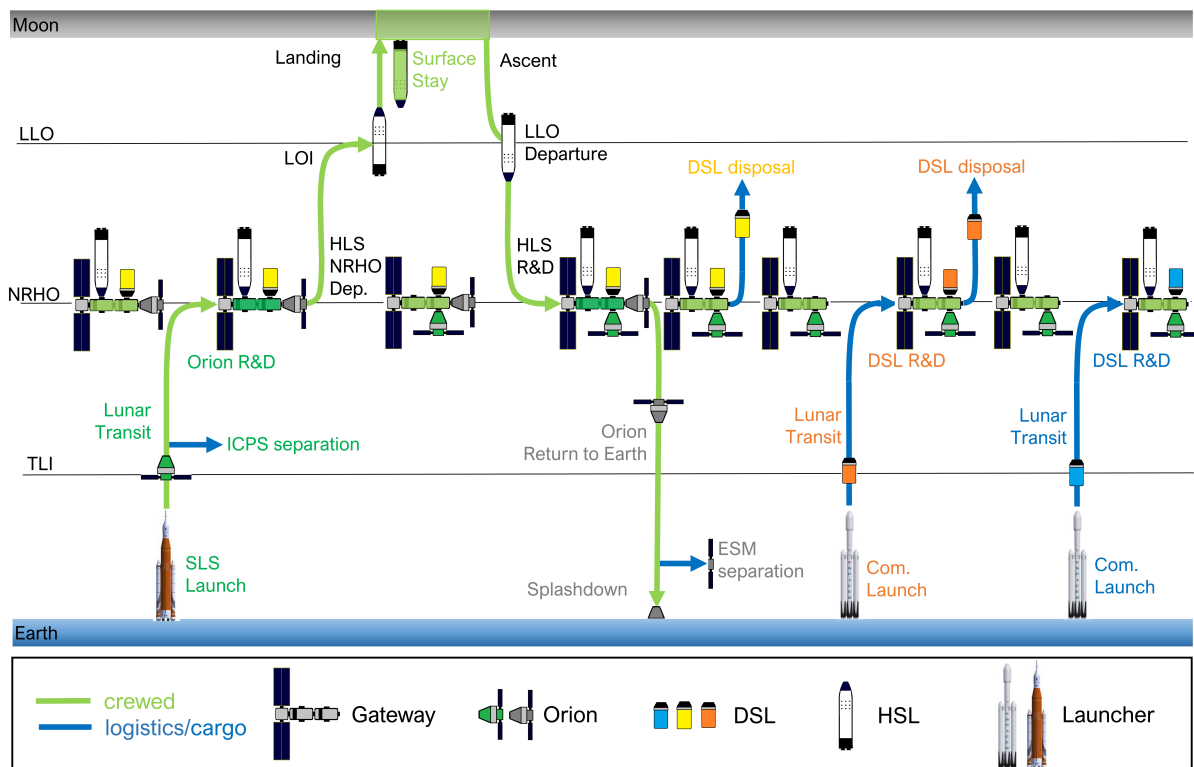 Moon
Landing
Surface
Stay
Ascent
LLO
LOI
LLO
Departure
DSL disposal
DSL disposal
HLS
NRHO
Dep.
HLS
R&D
NRHO
Orion R&D
DSL R&D
DSL R&D
Lunar
Transit
ICPS separation
Orion
Return to Earth
Lunar
Transit
Lunar
Transit
TLI
SLS
Launch
ESM
separation
Splashdown
Com.
Launch
Com.
Launch
Earth
crewed
logistics/cargo
Gateway
Orion
DSL
HSL
Launcher